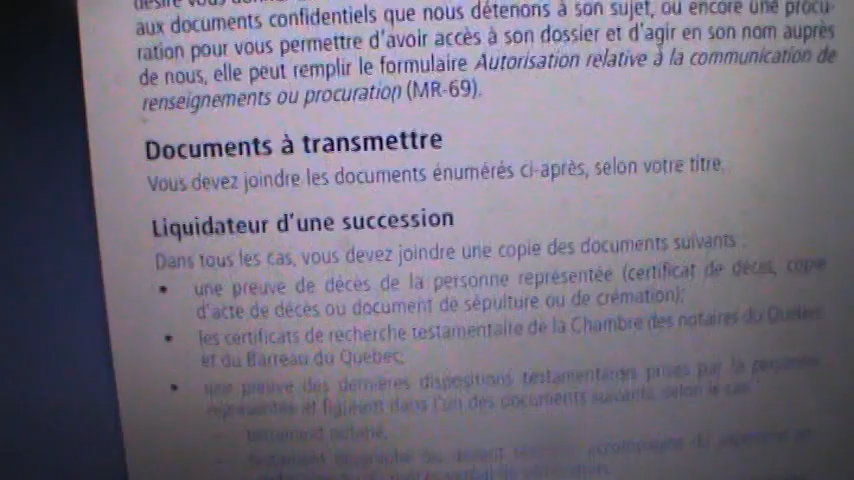 aux documents confidentiels que nous détenons à son sujet, ou encore une procu-
ration pour vous permettre d'avoir accès à son dossier et d'agir en son nom auprès
de nous, elle peut remplir le formulaire Autorisation relative à la communication de
renseignements ou procuration (MR-69).
Documents à transmettre
Vous devez joindre les documents énumérés ci-après, selon votre titre.
Liquidateur d'une succession
Dans tous les cas, vous devez joindre une copie des documents suivants :
• une preuve de décès de la personne représentée (certificat de décès, copie
d'acte de décès ou document de sépulture ou de crémation);
• les certificats de recherche testamentaire de la Chambre des notaires du Québec
et du Barreau du Québec;
• une preuve des dernières dispositions testamentaires prises par la personne
représentée et figurant dans l'un des documents suivants, selon le cas :
- testament notarié,